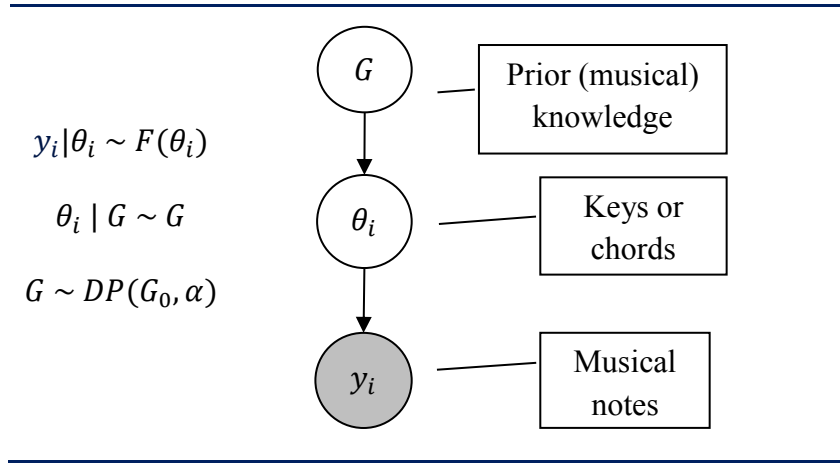 G
Prior (musical)
knowledge
y_i|θ_i ~ F(θ_i)
θ_i | G ~ G
G ~ DP(G_0, α)
θ_i
Keys or
chords
y_i
Musical
notes